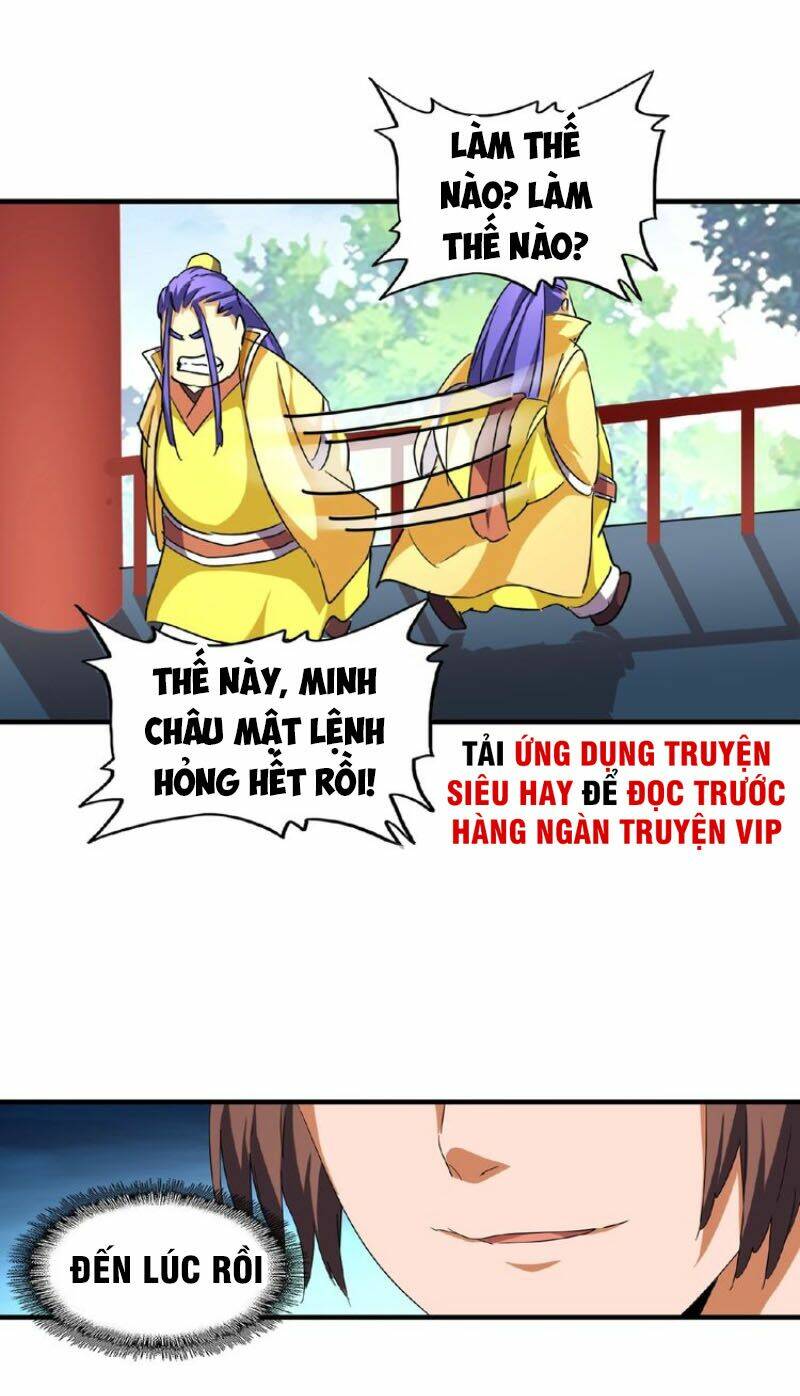 LÀM THẾ
NÀO? LÀM
THẾ NÀO?
THẾ NÀY, MINH
CHÂU MẬT LỆNH
HỎNG HẾT RỒI!
TẢI ỨNG DỤNG TRUYỆN
SIÊU HAY ĐỂ ĐỌC TRƯỚC
HÀNG NGÀN TRUYỆN VIP
ĐẾN LÚC RỒI